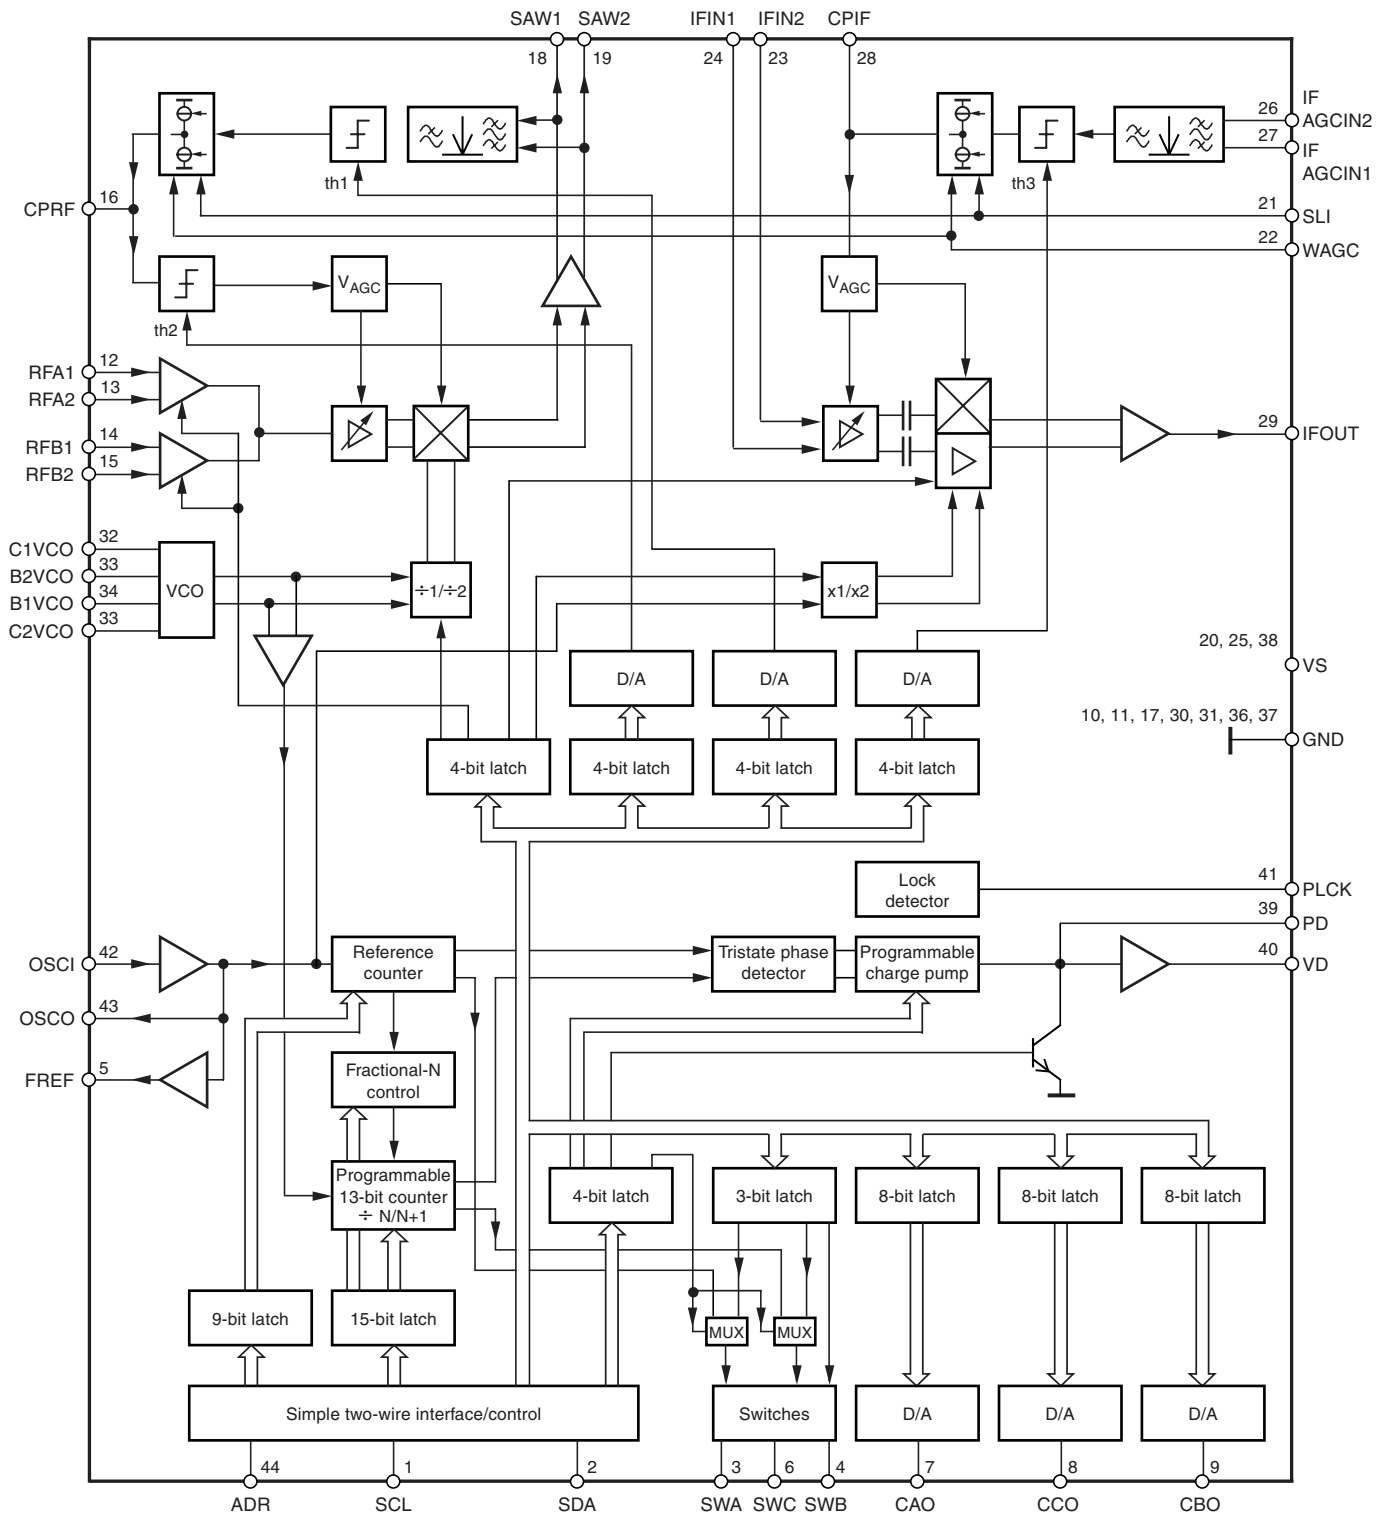 SAW1 SAW2 IFIN1 IFIN2 CPIF
18 19 24 23 28
IF
26 AGCIN2
27 IF
AGCIN1
th1 th3
CPRF 16
21 SLI
22 WAGC
VAGC VAGC
th2
RFA1 12
RFA2 13
RFB1 14
RFB2 15
29 IFOUT
C1VCO 32
B2VCO 33
B1VCO 34
C2VCO 33
VCO
÷1/÷2
x1/x2
20, 25, 38
VS
D/A D/A D/A
10, 11, 17, 30, 31, 36, 37
GND
4-bit latch 4-bit latch 4-bit latch 4-bit latch
Lock
detector
41 PLCK
39 PD
40 VD
OSCI 42
OSCO 43
FREF 5
Reference
counter
Tristate phase
detector
Programmable
charge pump
Fractional-N
control
Programmable
13-bit counter
÷ N/N+1
4-bit latch 3-bit latch 8-bit latch 8-bit latch 8-bit latch
9-bit latch 15-bit latch
MUX MUX
Simple two-wire interface/control
Switches D/A D/A D/A
44 1 2 3 6 4 7 8 9
ADR SCL SDA SWA SWC SWB CAO CCO CBO